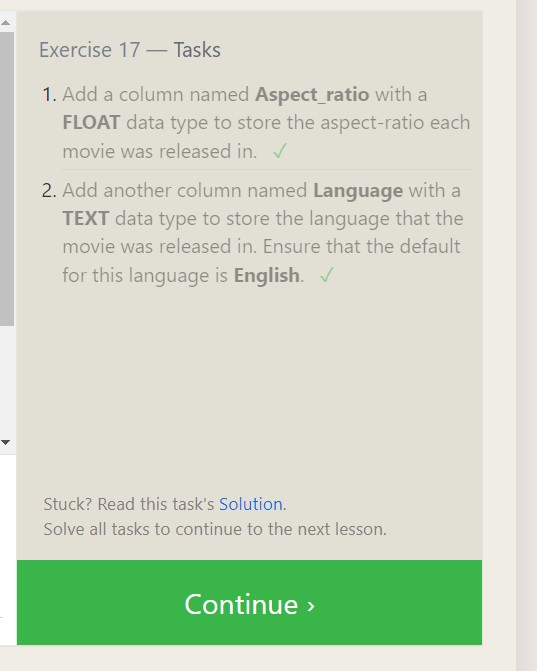 Exercise 17 — Tasks
1. Add a column named Aspect_ratio with a
FLOAT data type to store the aspect-ratio each
movie was released in. ✓
2. Add another column named Language with a
TEXT data type to store the language that the
movie was released in. Ensure that the default
for this language is English. ✓
Stuck? Read this task's Solution.
Solve all tasks to continue to the next lesson.
Continue ›